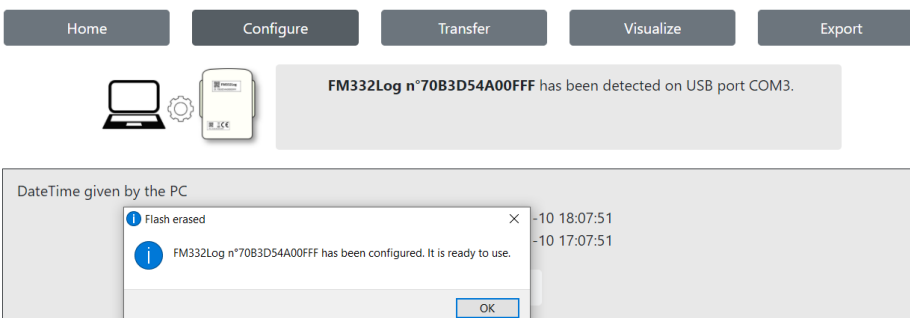 Home
Configure
Transfer
Visualize
Export
FM332Log n°70B3D54A00FFF has been detected on USB port COM3.
DateTime given by the PC
Flash erased
-10 18:07:51
-10 17:07:51
FM332Log n°70B3D54A00FFF has been configured. It is ready to use.
OK